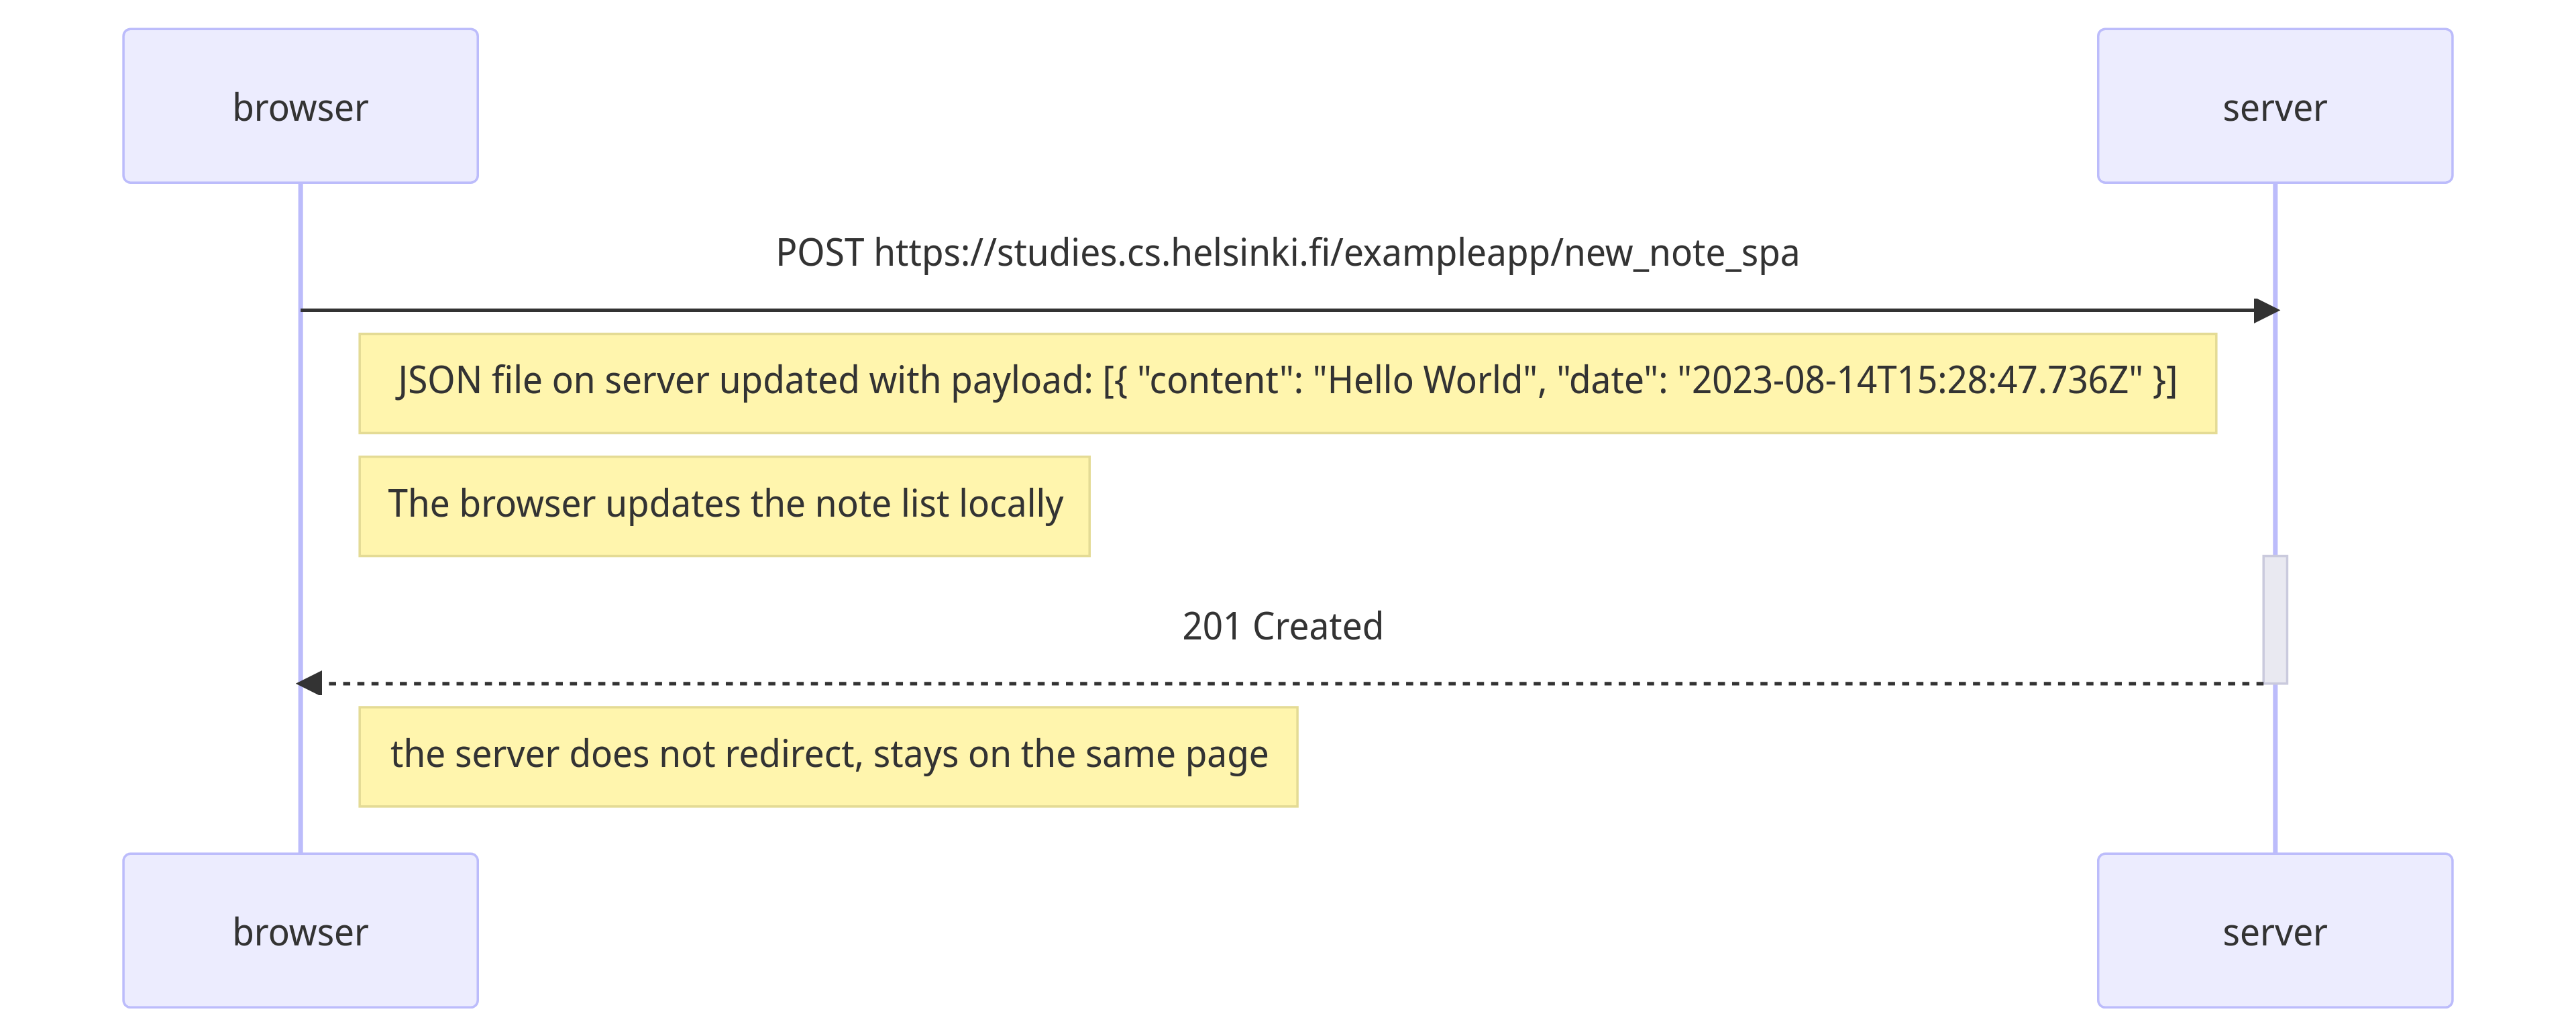 browser
server
POST https://studies.cs.helsinki.fi/exampleapp/new_note_spa
JSON file on server updated with payload: [{ "content": "Hello World", "date": "2023-08-14T15:28:47.736Z" }]
The browser updates the note list locally
201 Created
the server does not redirect, stays on the same page
browser
server